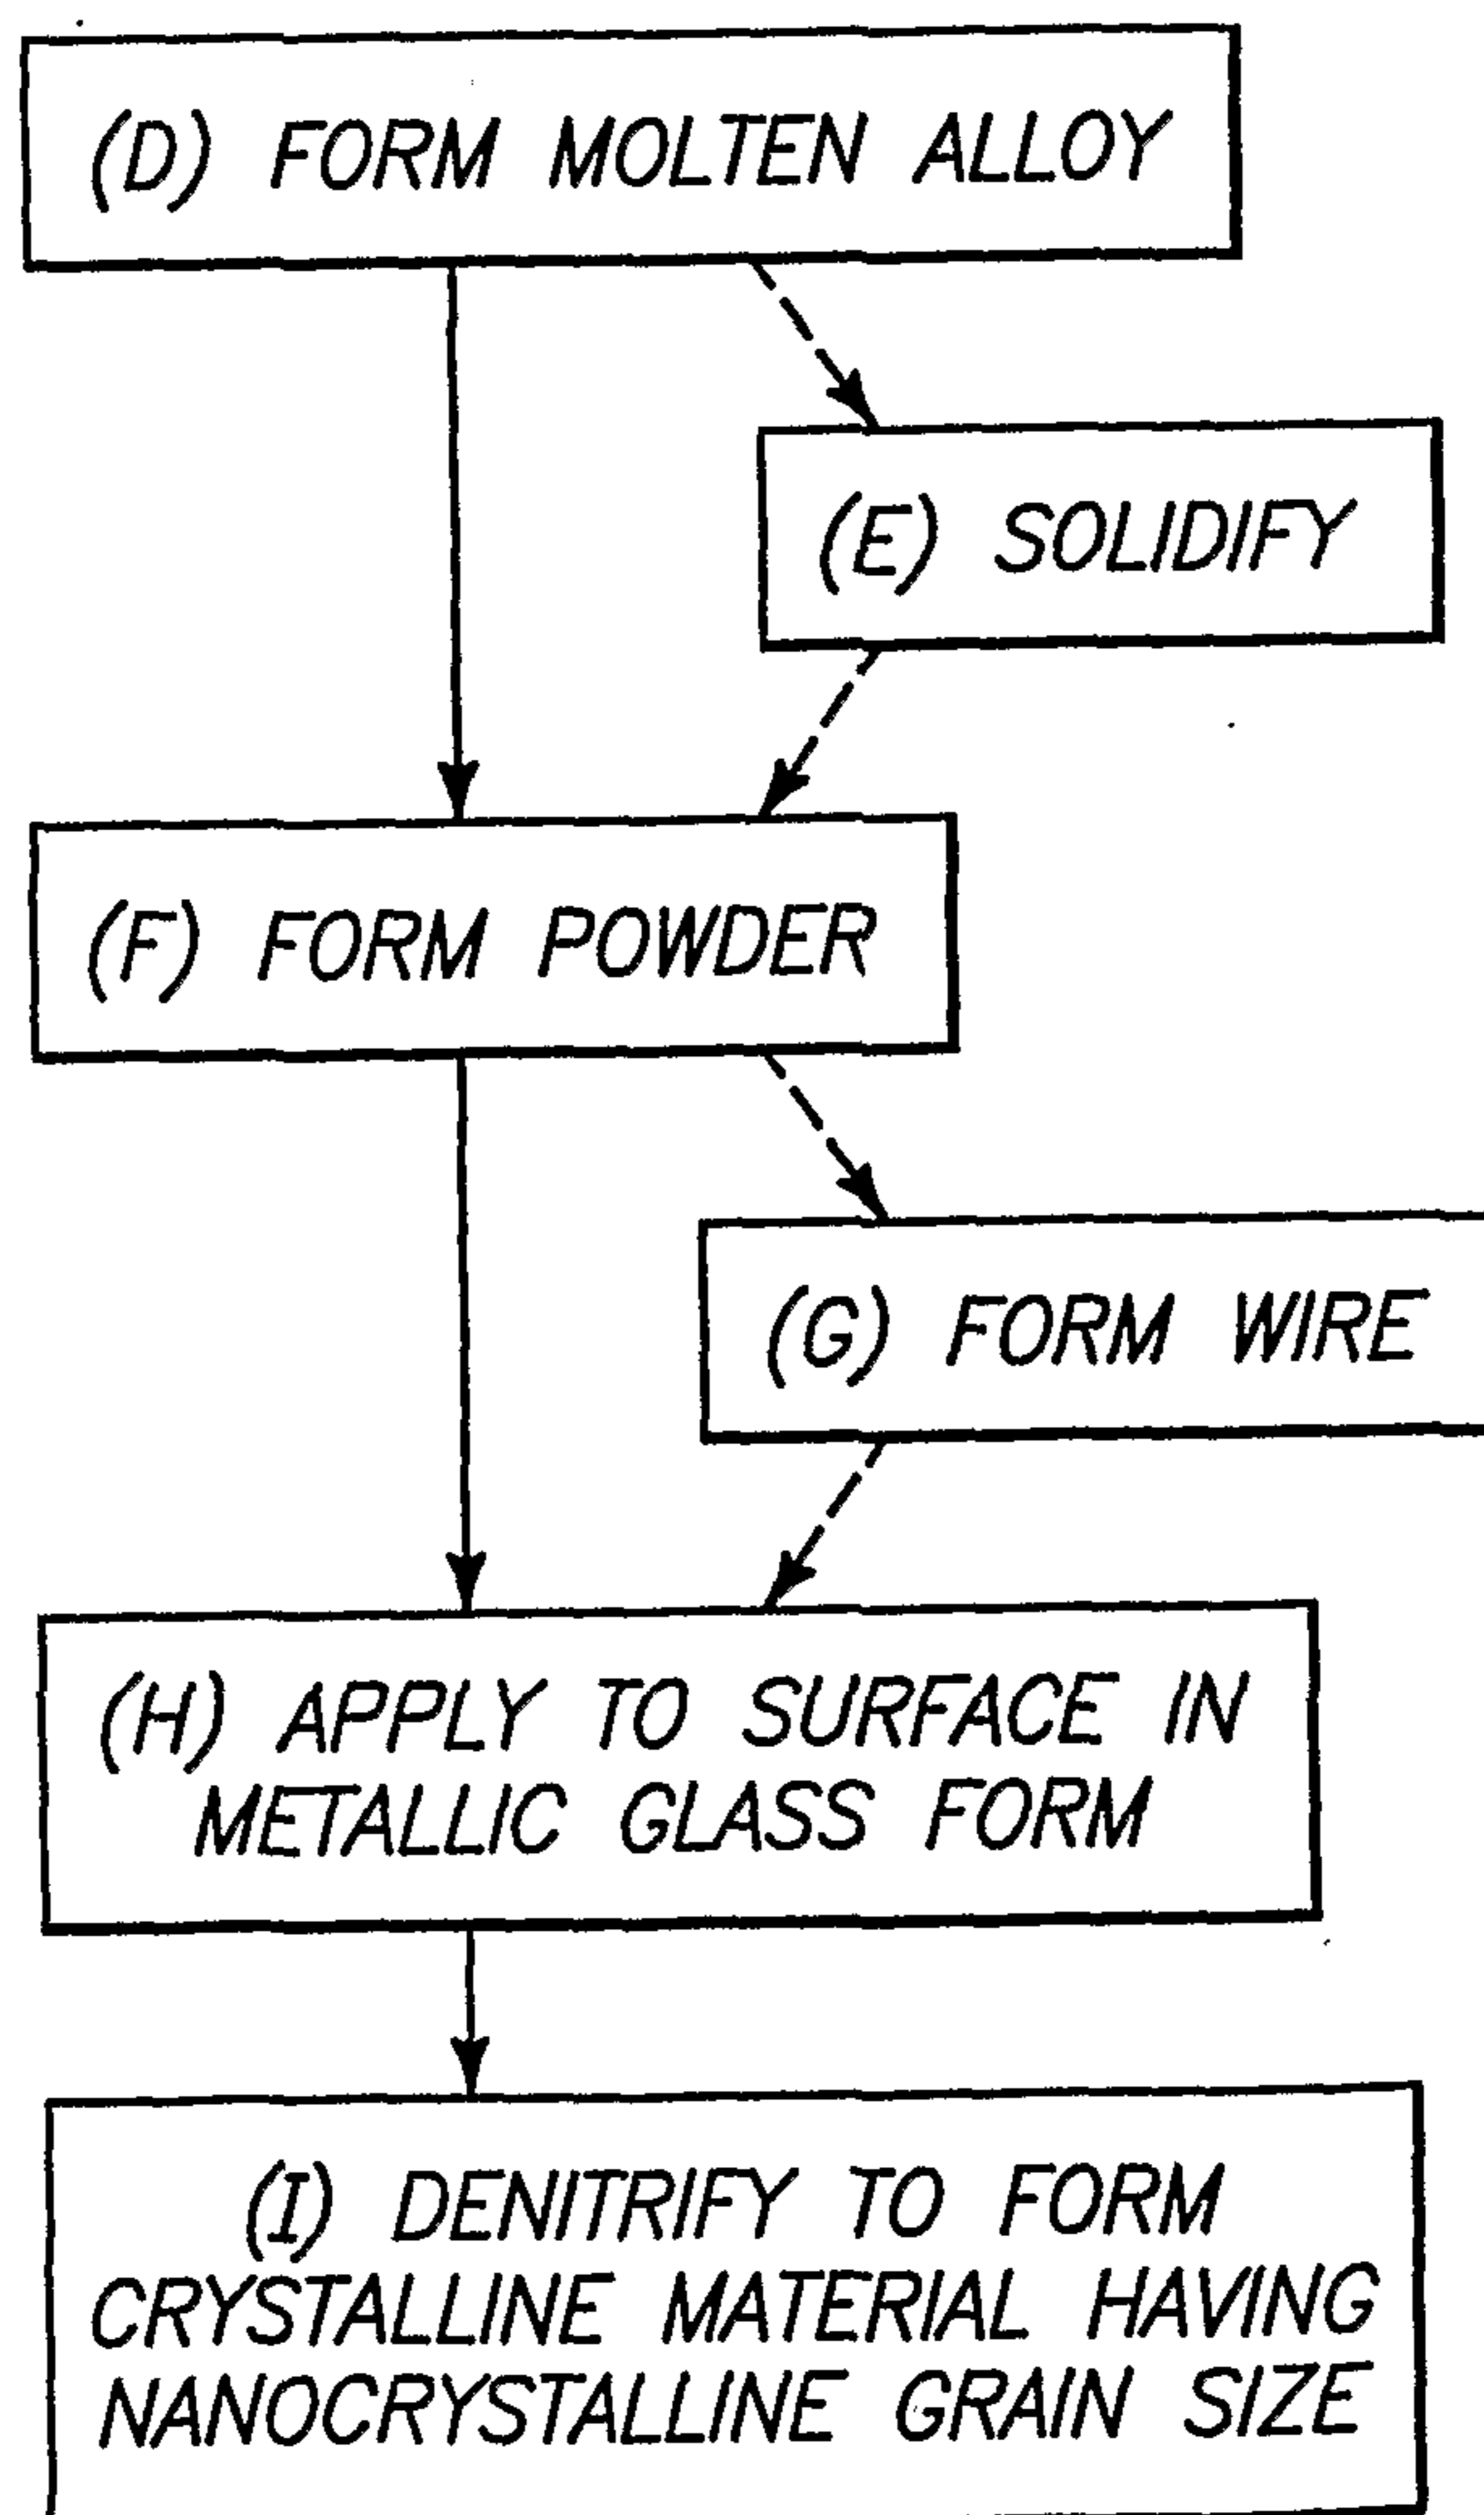 (D) FORM MOLTEN ALLOY
(E) SOLIDIFY
(F) FORM POWDER
(G) FORM WIRE
(H) APPLY TO SURFACE IN
METALLIC GLASS FORM
(I) DENITRIFY TO FORM
CRYSTALLINE MATERIAL HAVING
NANOCRYSTALLINE GRAIN SIZE